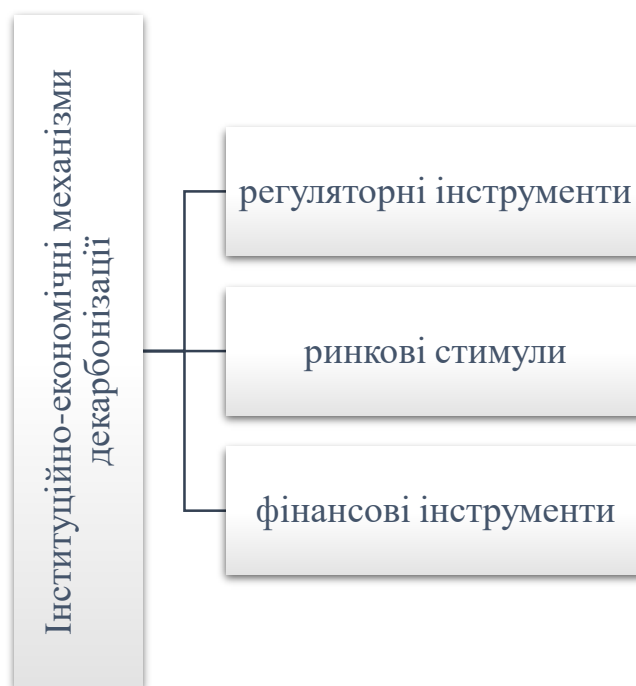 Інституційно-економічні механізми
декарбонізації
регуляторні інструменти
ринкові стимули
фінансові інструменти